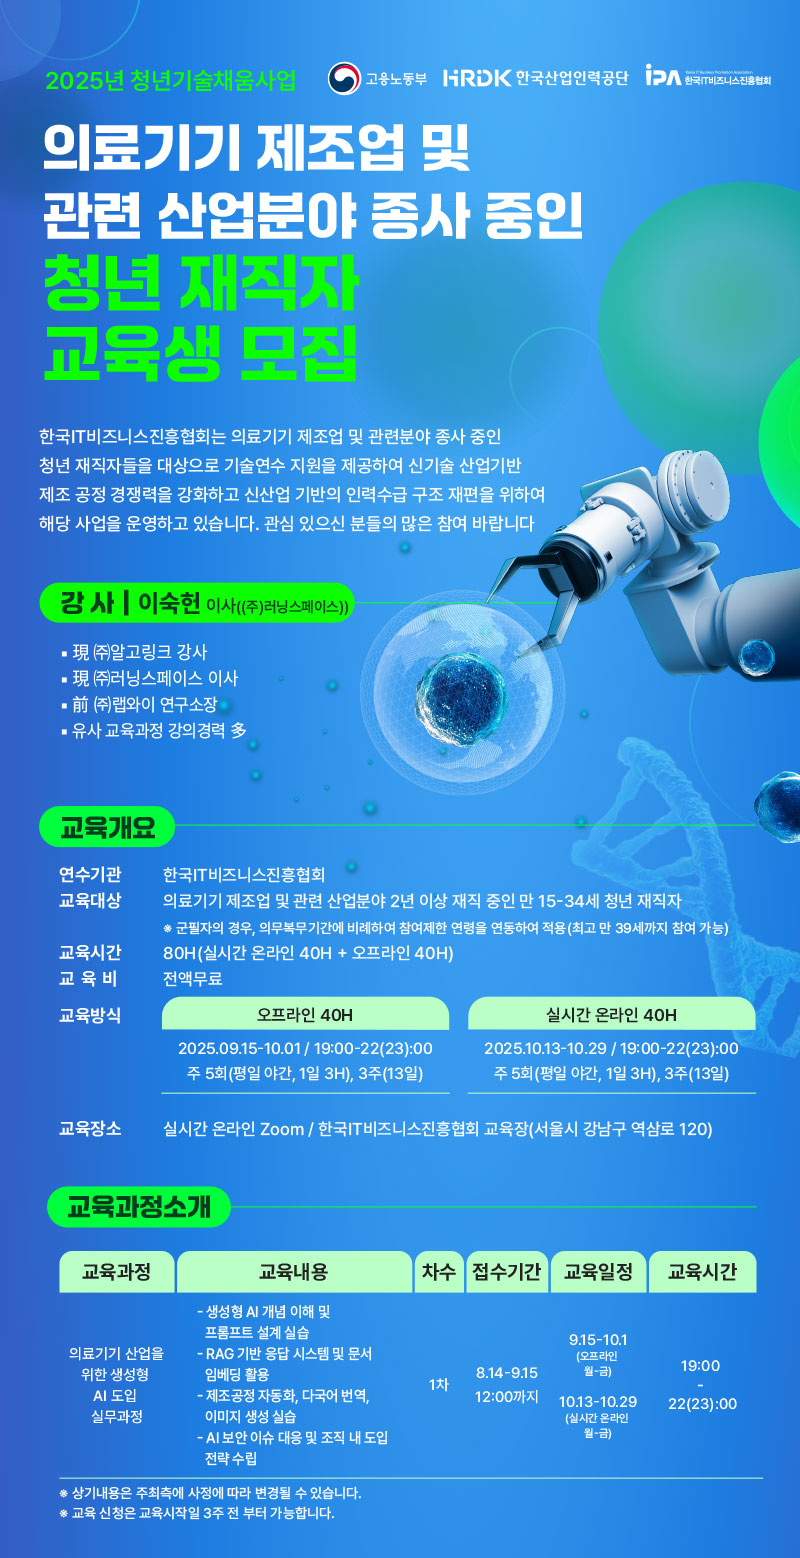 2025년 청년기술채움사업
고용노동부
HRDK 한국산업인력공단
iPA 한국IT비즈니스진흥협회
의료기기 제조업 및
관련 산업분야 종사 중인
청년 재직자
교육생 모집
한국IT비즈니스진흥협회는 의료기기 제조업 및 관련분야 종사 중인
청년 재직자들을 대상으로 기술연수 지원을 제공하여 신기술 산업기반
제조 공정 경쟁력을 강화하고 신산업 기반의 인력수급 구조 재편을 위하여
해당 사업을 운영하고 있습니다. 관심 있으신 분들의 많은 참여 바랍니다
강 사 | 이숙헌 이사((주)러닝스페이스))
▪ 現 ㈜알고링크 강사
▪ 現 ㈜러닝스페이스 이사
▪ 前 ㈜랩와이 연구소장
▪ 유사 교육과정 강의경력 多
교육개요
연수기관 한국IT비즈니스진흥협회
교육대상 의료기기 제조업 및 관련 산업분야 2년 이상 재직 중인 만 15-34세 청년 재직자
※ 군필자의 경우, 의무복무기간에 비례하여 참여제한 연령을 연동하여 적용(최고 만 39세까지 참여 가능)
교육시간 80H(실시간 온라인 40H + 오프라인 40H)
교 육 비 전액무료
교육방식 오프라인 40H 실시간 온라인 40H
2025.09.15-10.01 / 19:00-22(23):00 2025.10.13-10.29 / 19:00-22(23):00
주 5회(평일 야간, 1일 3H), 3주(13일) 주 5회(평일 야간, 1일 3H), 3주(13일)
교육장소 실시간 온라인 Zoom / 한국IT비즈니스진흥협회 교육장(서울시 강남구 역삼로 120)
교육과정소개
교육과정 교육내용 차수 접수기간 교육일정 교육시간
의료기기 산업을
위한 생성형
AI 도입
실무과정
- 생성형 AI 개념 이해 및
프롬프트 설계 실습
- RAG 기반 응답 시스템 및 문서
임베딩 활용
- 제조공정 자동화, 다국어 번역,
이미지 생성 실습
- AI 보안 이슈 대응 및 조직 내 도입
전략 수립
1차
8.14-9.15
12:00까지
9.15-10.1
(오프라인
월-금)
10.13-10.29
(실시간 온라인
월-금)
19:00
-
22(23):00
※ 상기내용은 주최측에 사정에 따라 변경될 수 있습니다.
※ 교육 신청은 교육시작일 3주 전 부터 가능합니다.